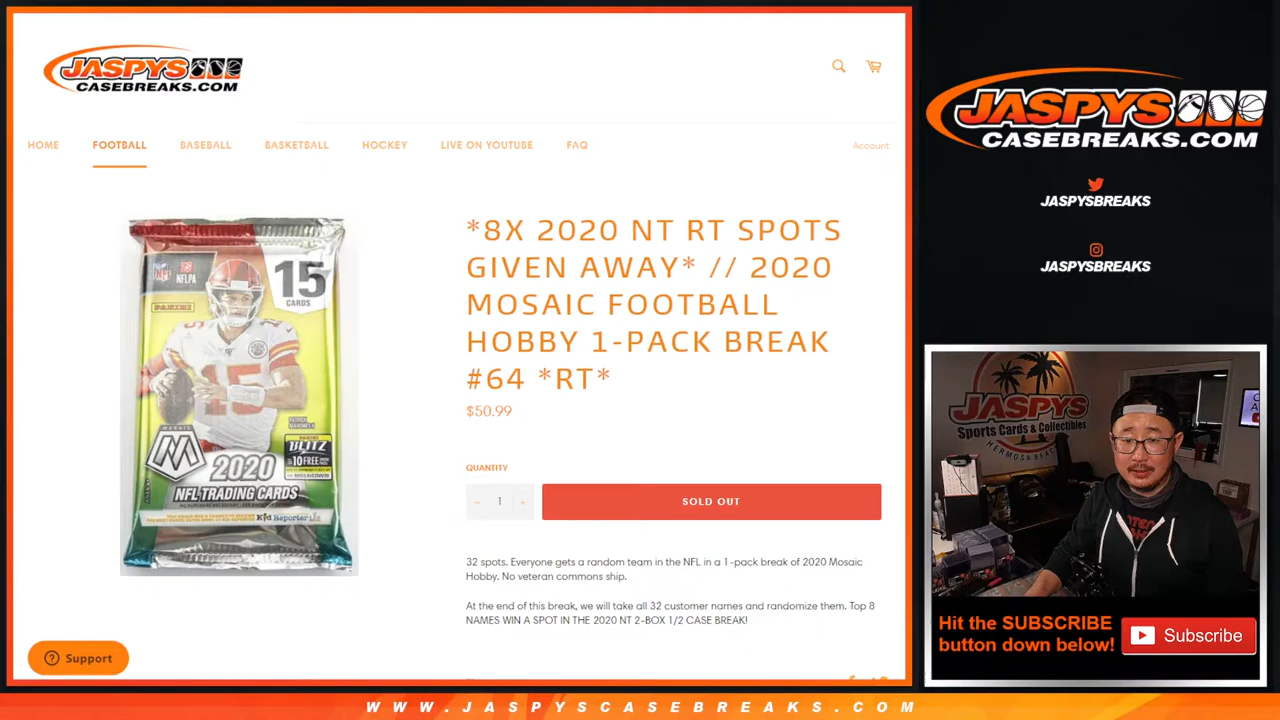 JASPYS
CASEBREAKS.COM
HOME FOOTBALL BASEBALL BASKETBALL HOCKEY LIVE ON YOUTUBE FAQ Account
NFL NFLPA
15
CARDS
PANINI
MOSAIC
BLITZ
2020
NFL TRADING CARDS
Kid Reporter
*8X 2020 NT RT SPOTS
GIVEN AWAY* // 2020
MOSAIC FOOTBALL
HOBBY 1-PACK BREAK
#64 *RT*
$50.99
QUANTITY
− 1 +
SOLD OUT
32 spots. Everyone gets a random team in the NFL in a 1-pack break of 2020 Mosaic
Hobby. No veteran commons ship.
At the end of this break, we will take all 32 customer names and randomize them. Top 8
NAMES WIN A SPOT IN THE 2020 NT 2-BOX 1/2 CASE BREAK!
Support
JASPYS
CASEBREAKS.COM
JASPYSBREAKS
JASPYSBREAKS
JASPYS
Sports Cards & Collectibles
HERMOSA BEACH
Hit the SUBSCRIBE
button down below!
Subscribe
WWW.JASPYSCASEBREAKS.COM